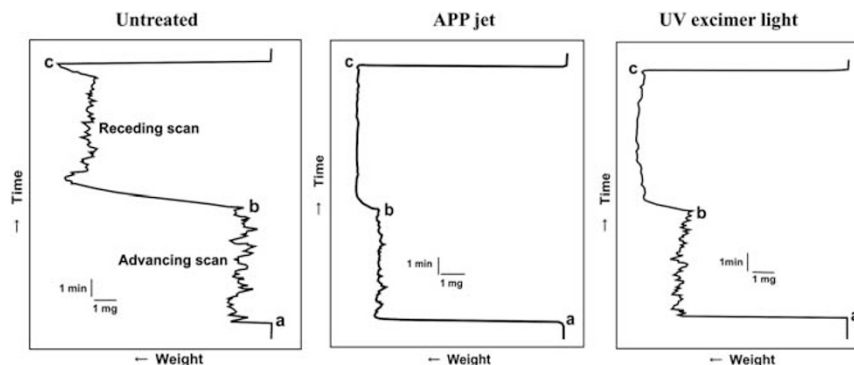 Untreated
APP jet
UV excimer light
c
Receding scan
b
Advancing scan
1 min
1 mg
a
→ Time
← Weight
c
b
1 min
1 mg
a
→ Time
← Weight
c
b
1min
1 mg
a
→ Time
← Weight